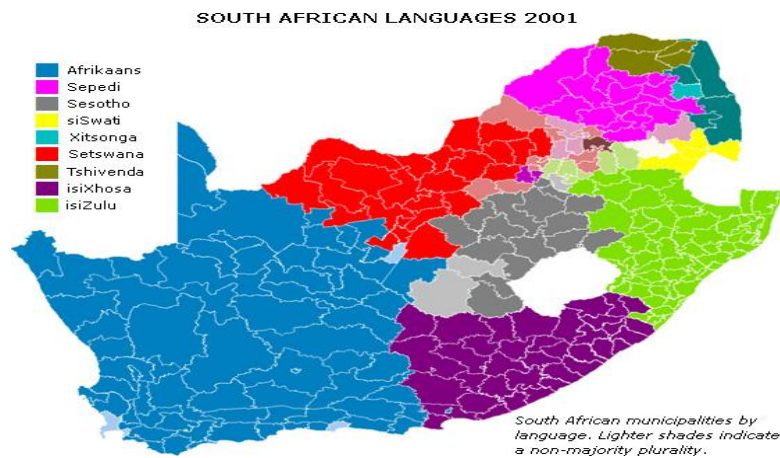 SOUTH AFRICAN LANGUAGES 2001
Afrikaans
Sepedi
Sesotho
siSwati
Xitsonga
Setswana
Tshivenda
isiXhosa
isiZulu
South African municipalities by
language. Lighter shades indicate
a non-majority plurality.